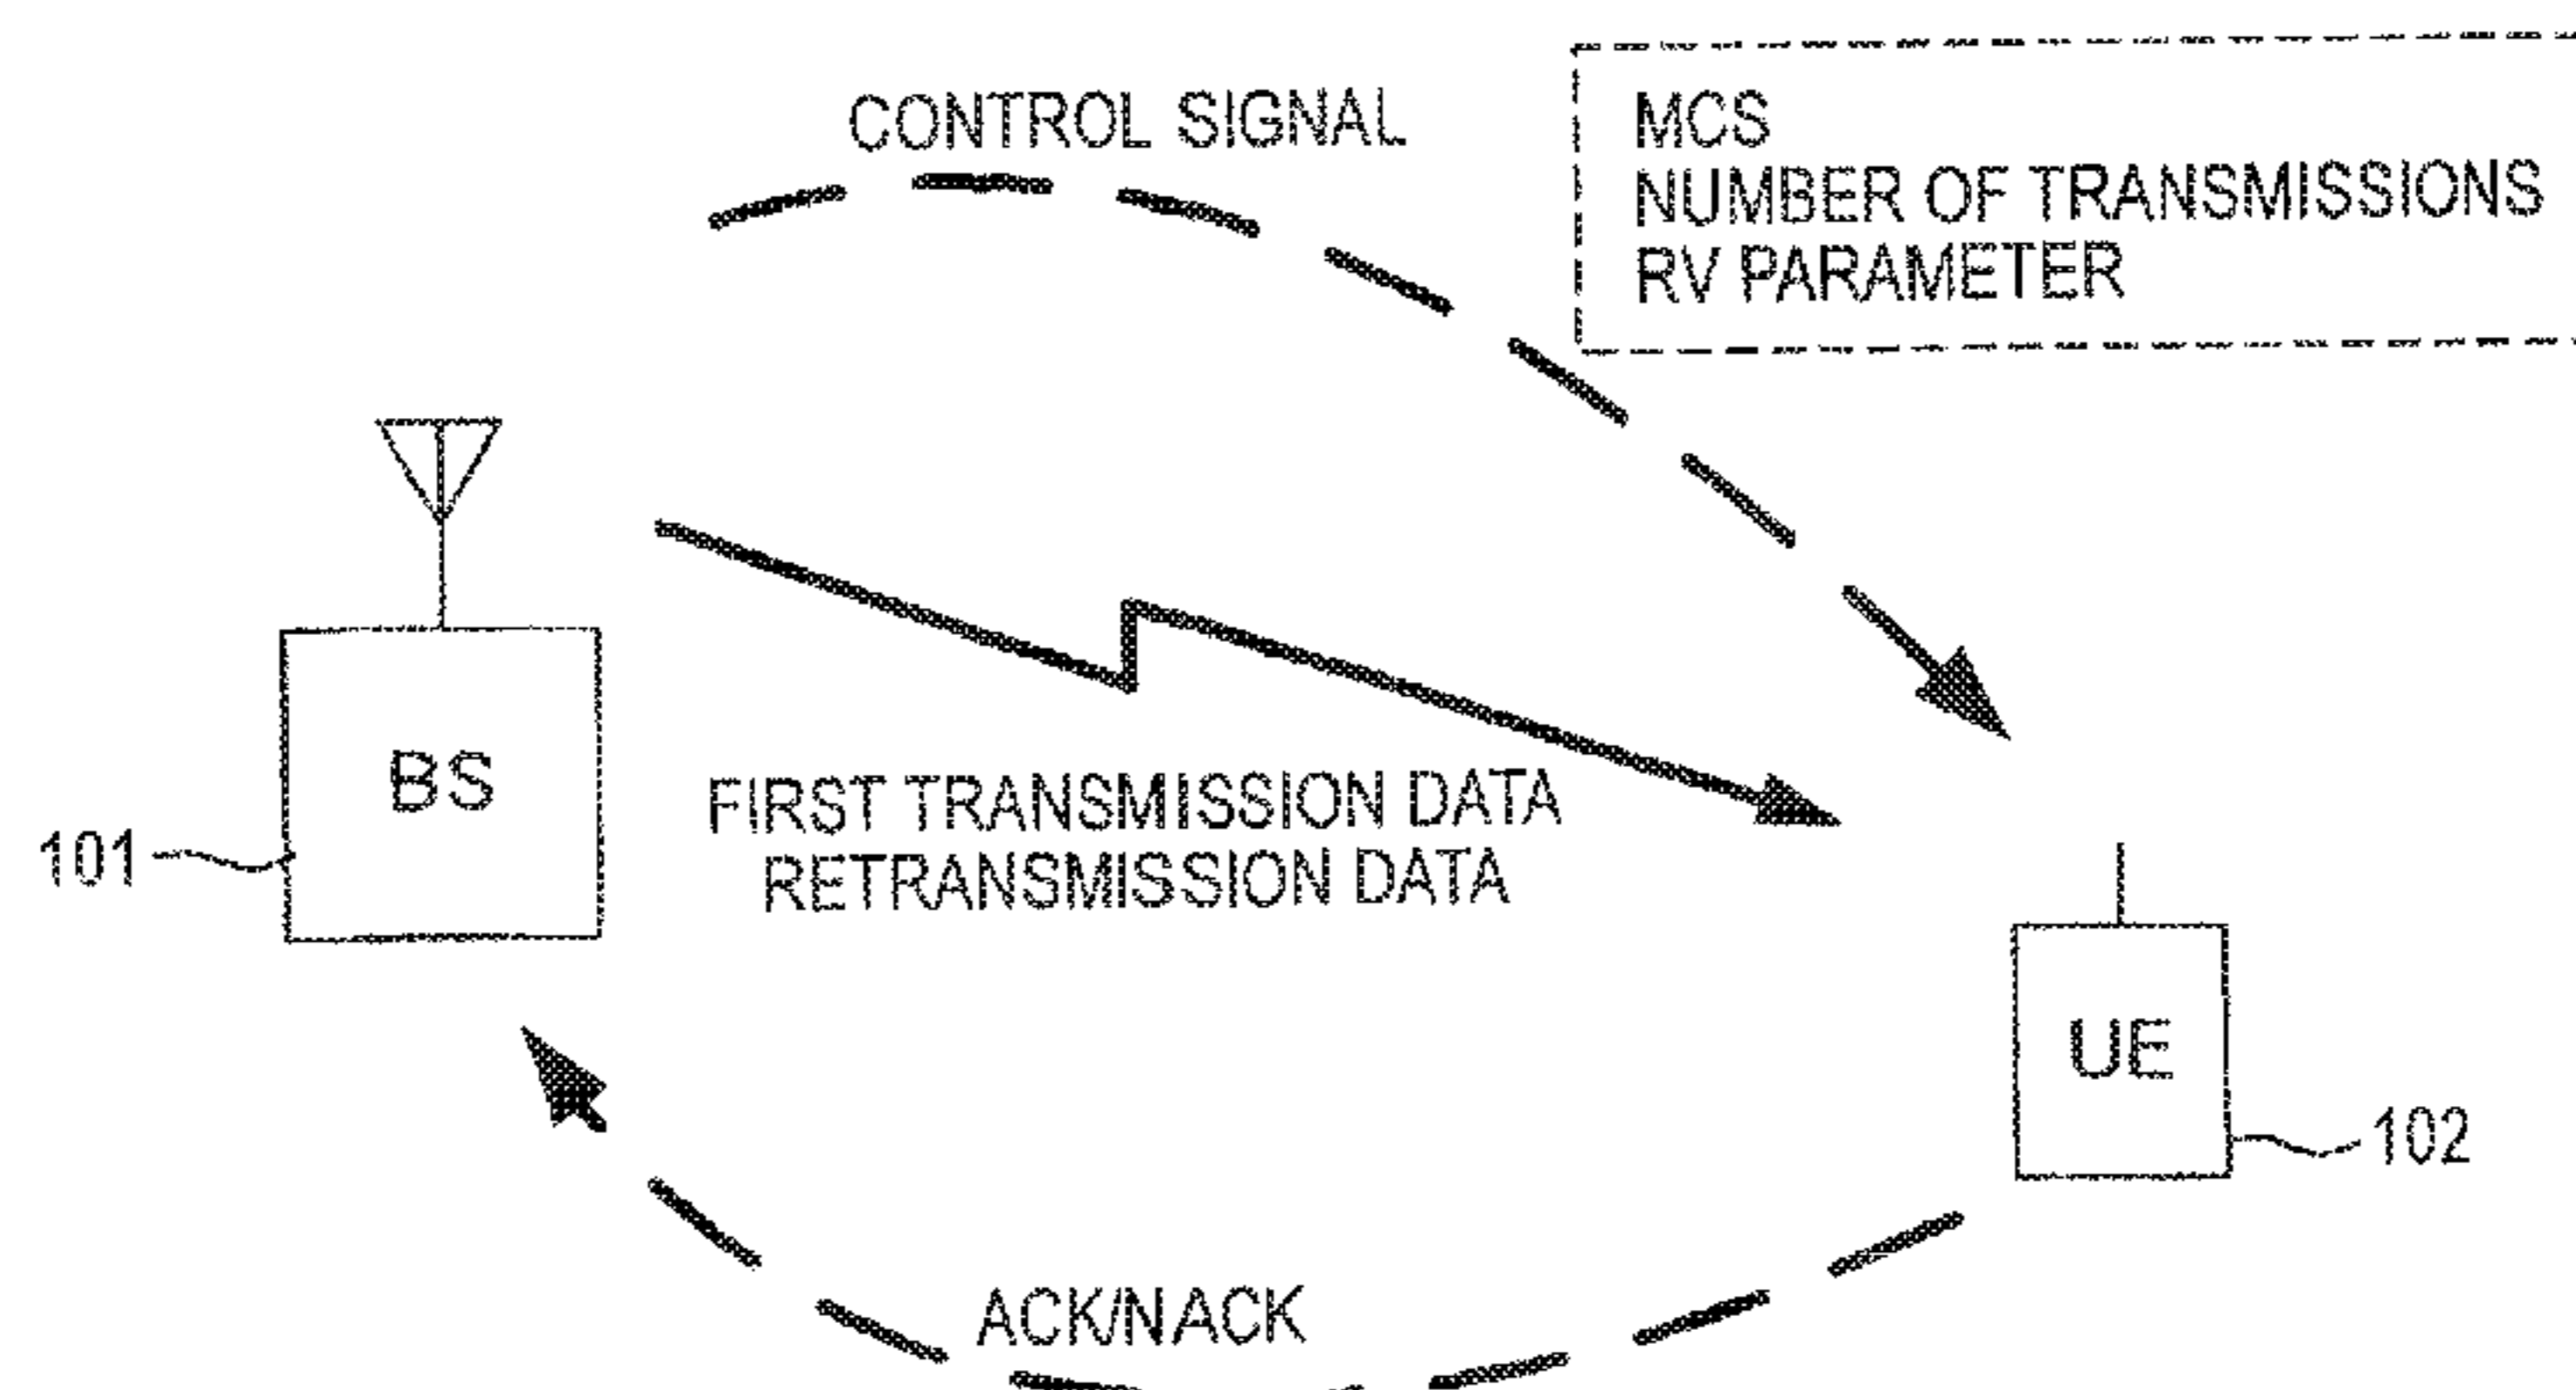 CONTROL SIGNAL
MCS
NUMBER OF TRANSMISSIONS
RV PARAMETER
BS
101
FIRST TRANSMISSION DATA
RETRANSMISSION DATA
UE
102
ACK/NACK